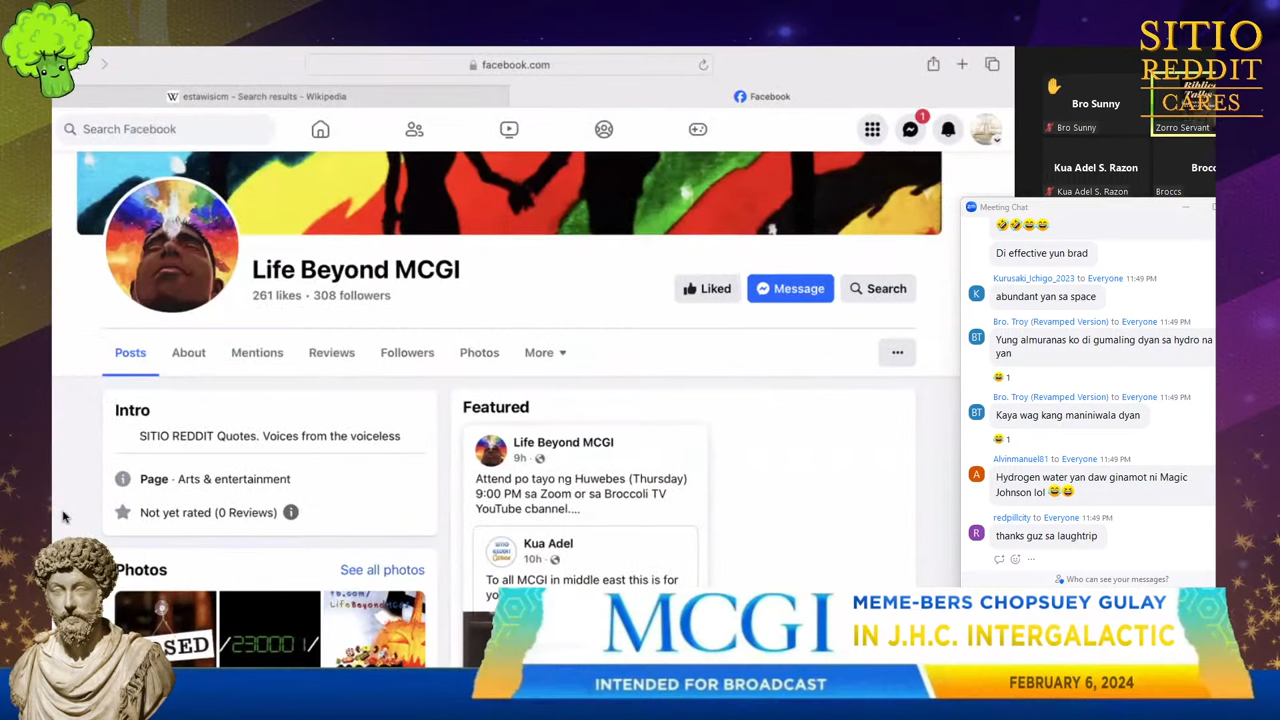 SITIO
REDDIT
CARES
facebook.com
W estawisicm – Search results – Wikipedia
Facebook
Search Facebook
1
Life Beyond MCGI
261 likes • 308 followers
Liked
Message
Search
Posts
About
Mentions
Reviews
Followers
Photos
More
Intro
SITIO REDDIT Quotes. Voices from the voiceless
Page · Arts & entertainment
Not yet rated (0 Reviews)
Photos
See all photos
/230001/
Featured
Life Beyond MCGI
9h ·
Attend po tayo ng Huwebes (Thursday)
9:00 PM sa Zoom or sa Broccoli TV
YouTube cbannel....
SITIO
REDDIT
Kua Adel
10h ·
To all MCGI in middle east this is for
Bro Sunny
Bro Sunny
Zorro Servant
Kua Adel S. Razon
Kua Adel S. Razon
Brocc
Broccs
Meeting Chat
Di effective yun brad
Kurusaki_Ichigo_2023 to Everyone 11:49 PM
K
abundant yan sa space
Bro. Troy (Revamped Version) to Everyone 11:49 PM
BT
Yung almuranas ko di gumaling dyan sa hydro na
yan
1
Bro. Troy (Revamped Version) to Everyone 11:49 PM
BT
Kaya wag kang maniniwala dyan
1
Alvinmanuel81 to Everyone 11:49 PM
A
Hydrogen water yan daw ginamot ni Magic
Johnson lol
redpillcity to Everyone 11:49 PM
R
thanks guz sa laughtrip
Who can see your messages?
MCGI
MEME-BERS CHOPSUEY GULAY
IN J.H.C. INTERGALACTIC
INTENDED FOR BROADCAST
FEBRUARY 6, 2024